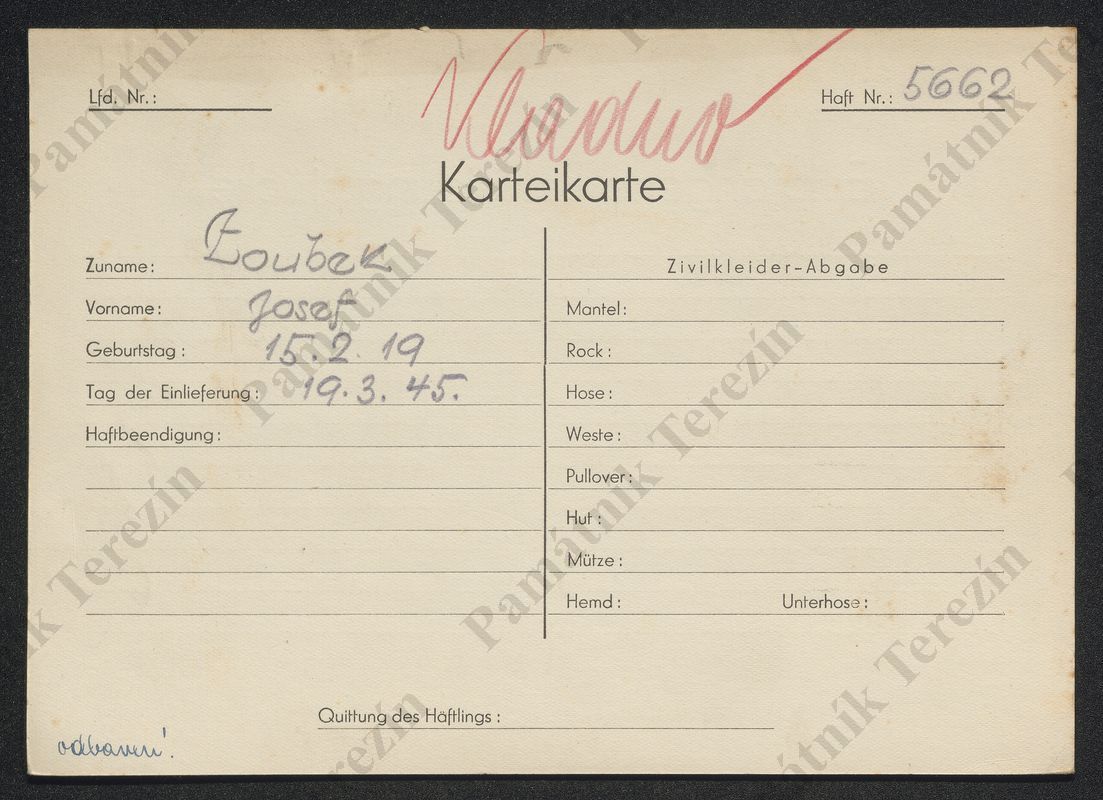 Kladno
Lfd. Nr.:
Haft Nr.: 5662
Karteikarte
Zuname: Zoubek
Vorname: Josef
Geburtstag: 15.2.19
Tag der Einlieferung: 19.3.45.
Haftbeendigung:
Zivilkleider-Abgabe
Mantel:
Rock:
Hose:
Weste:
Pullover:
Hut:
Mütze:
Hemd: Unterhose:
Quittung des Häftlings:
odbaven!
Památník Terezín